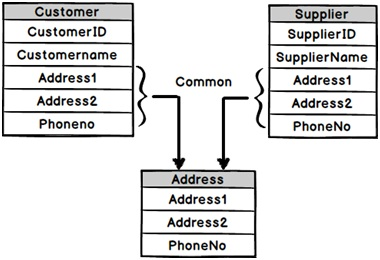 Customer
CustomerID
Customername
Address1
Address2
Phoneno
Common
Supplier
SupplierID
SupplierName
Address1
Address2
PhoneNo
Address
Address1
Address2
PhoneNo